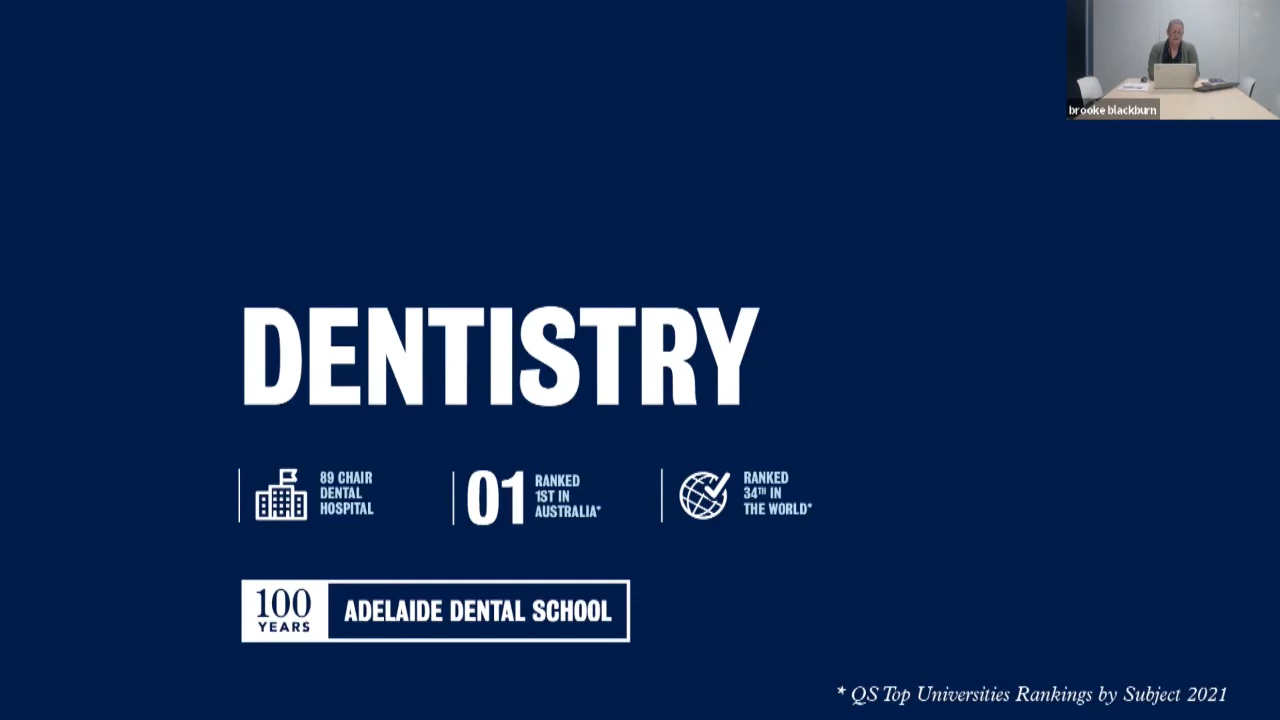 brooke blackburn
DENTISTRY
89 CHAIR
DENTAL
HOSPITAL
01
RANKED
1ST IN
AUSTRALIA*
RANKED
34TH IN
THE WORLD*
100
YEARS
ADELAIDE DENTAL SCHOOL
* QS Top Universities Rankings by Subject 2021